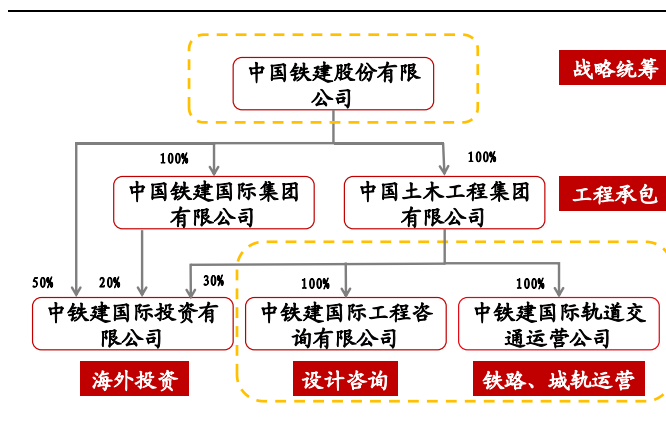 中国铁建股份有限
公司
战略统筹
100%
100%
中国铁建国际集团
有限公司
中国土木工程集团
有限公司
工程承包
50%
20%
30%
100%
100%
中铁建国际投资有
限公司
中铁建国际工程咨
询有限公司
中铁建国际轨道交
通运营公司
海外投资
设计咨询
铁路、城轨运营